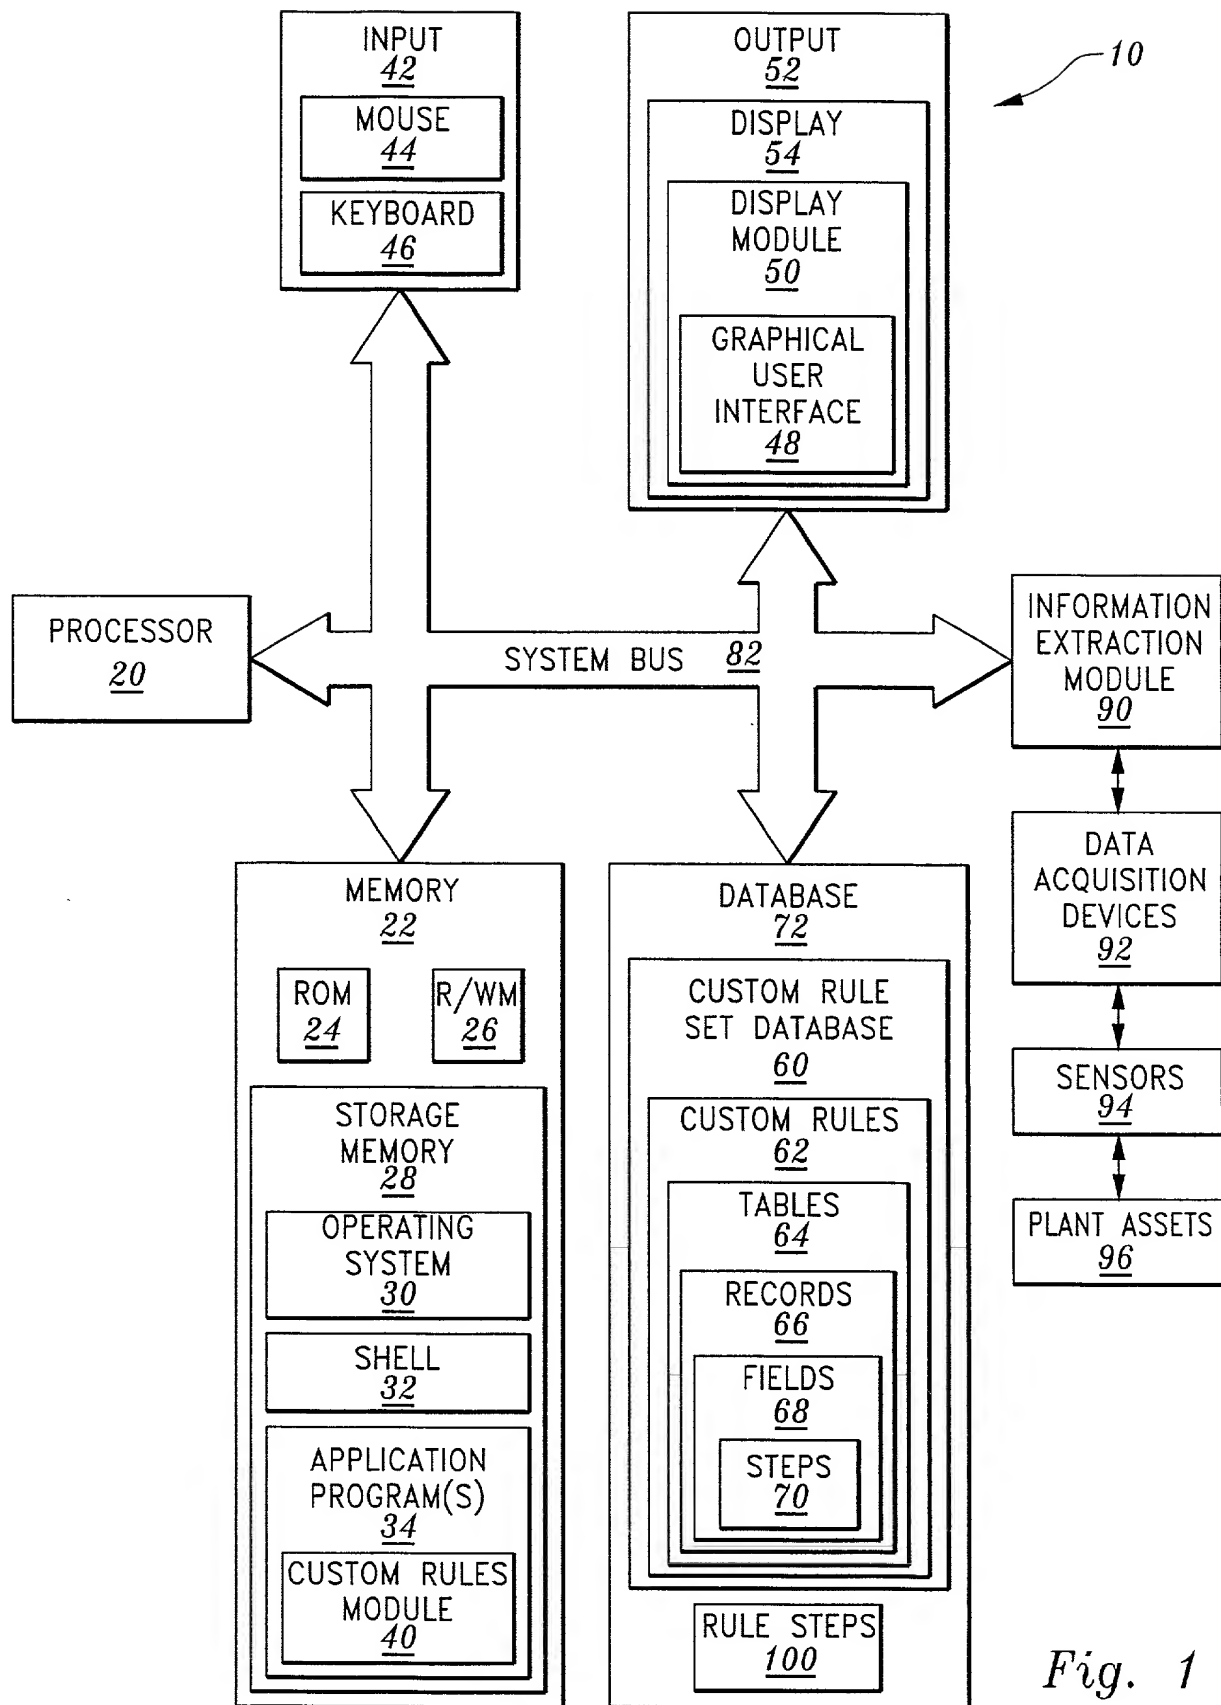 INPUT
42
MOUSE
44
KEYBOARD
46
OUTPUT
52
DISPLAY
54
DISPLAY
MODULE
50
GRAPHICAL
USER
INTERFACE
48
10
PROCESSOR
20
SYSTEM BUS 82
INFORMATION
EXTRACTION
MODULE
90
DATA
ACQUISITION
DEVICES
92
SENSORS
94
PLANT ASSETS
96
MEMORY
22
ROM
24
R/WM
26
STORAGE
MEMORY
28
OPERATING
SYSTEM
30
SHELL
32
APPLICATION
PROGRAM(S)
34
CUSTOM RULES
MODULE
40
DATABASE
72
CUSTOM RULE
SET DATABASE
60
CUSTOM RULES
62
TABLES
64
RECORDS
66
FIELDS
68
STEPS
70
RULE STEPS
100
Fig. 1